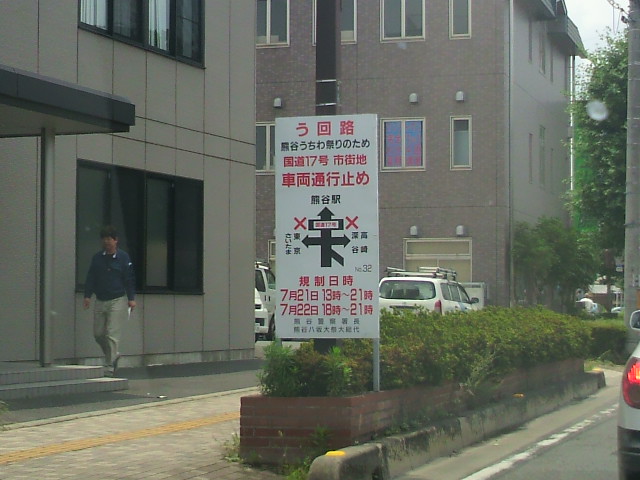 う回路
熊谷うちわ祭りのため
国道17号 市街地
車両通行止め
熊谷駅
国道17号
東京 さいたま
深谷 高崎
No.32
規制日時
7月21日 13時～21時
7月22日 18時～21時
熊谷警察署長
熊谷八坂大祭大総代